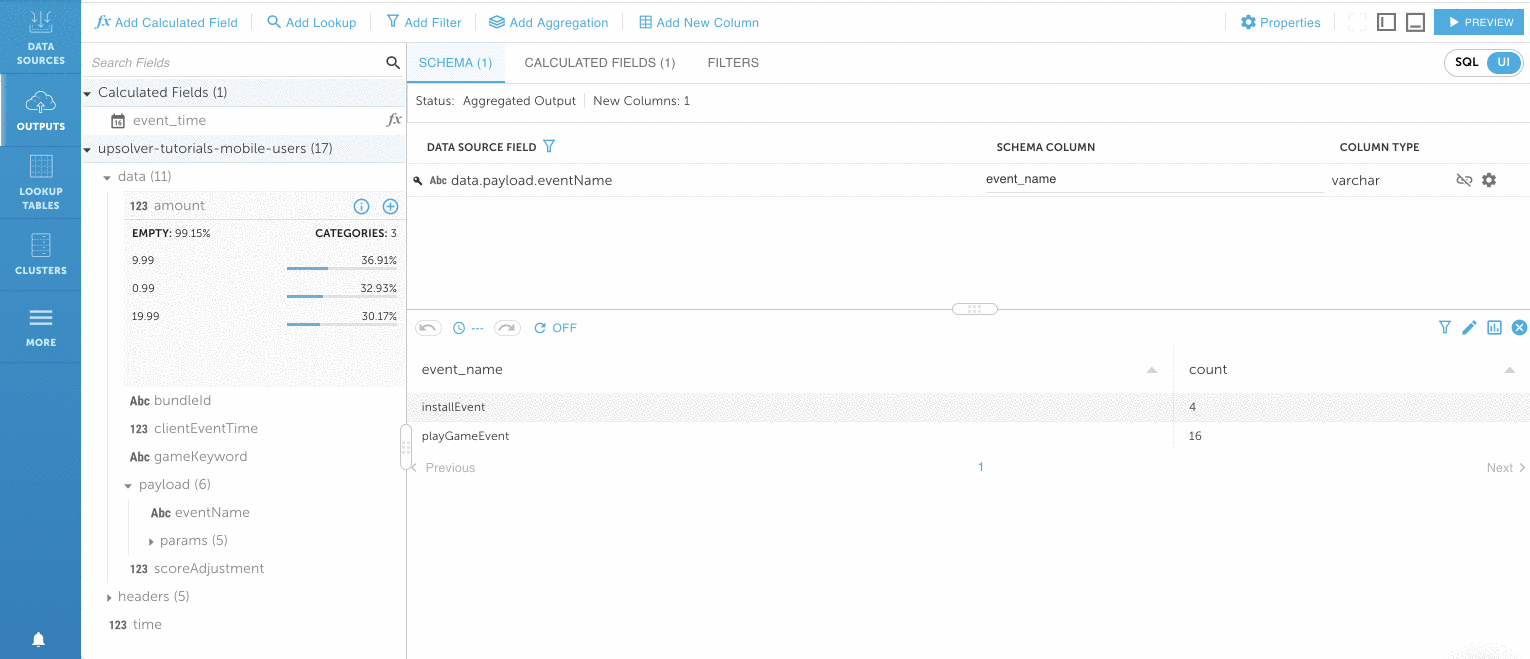 DATA SOURCES
OUTPUTS
LOOKUP TABLES
CLUSTERS
MORE
fx Add Calculated Field
Add Lookup
Add Filter
Add Aggregation
Add New Column
Properties
PREVIEW
Search Fields
Calculated Fields (1)
16 event_time fx
upsolver-tutorials-mobile-users (17)
data (11)
123 amount
EMPTY: 99.15% CATEGORIES: 3
9.99 36.91%
0.99 32.93%
19.99 30.17%
Abc bundleId
123 clientEventTime
Abc gameKeyword
payload (6)
Abc eventName
params (5)
123 scoreAdjustment
headers (5)
123 time
SCHEMA (1) CALCULATED FIELDS (1) FILTERS
SQL UI
Status: Aggregated Output New Columns: 1
DATA SOURCE FIELD SCHEMA COLUMN COLUMN TYPE
Abc data.payload.eventName event_name varchar
--- OFF
event_name count
installEvent 4
playGameEvent 16
Previous 1 Next